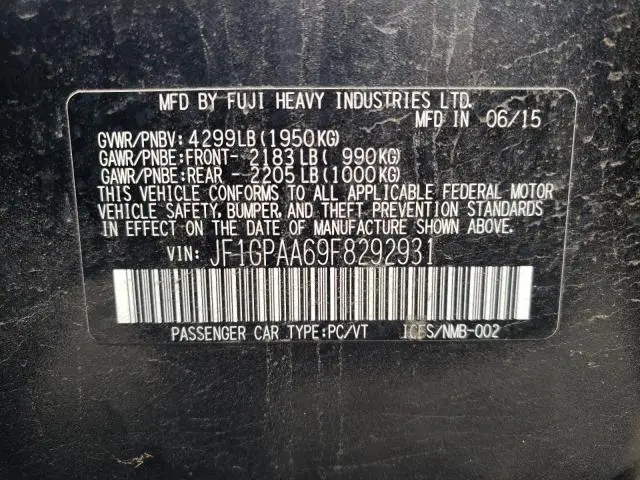 MFD BY FUJI HEAVY INDUSTRIES LTD.
MFD IN 06/15
GVWR/PNBV: 4299LB(1950KG)
GAWR/PNBE:FRONT- 2183LB( 990KG)
GAWR/PNBE:REAR - 2205LB(1000KG)
THIS VEHICLE CONFORMS TO ALL APPLICABLE FEDERAL MOTOR
VEHICLE SAFETY, BUMPER, AND THEFT PREVENTION STANDARDS
IN EFFECT ON THE DATE OF MANUFACTURE SHOWN ABOVE.
VIN: JF1GPAA69F8292931
PASSENGER CAR TYPE:PC/VT ICES/NMB-002